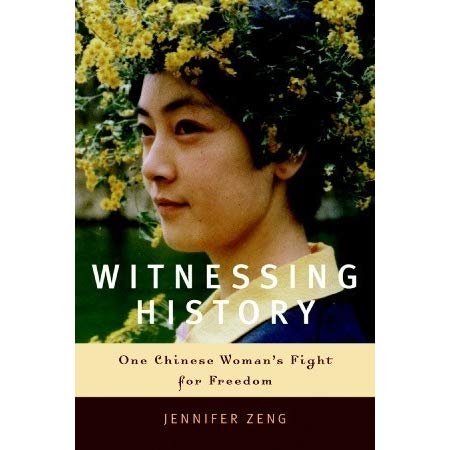 WITNESSING
HISTORY
One Chinese Woman's Fight
for Freedom
JENNIFER ZENG